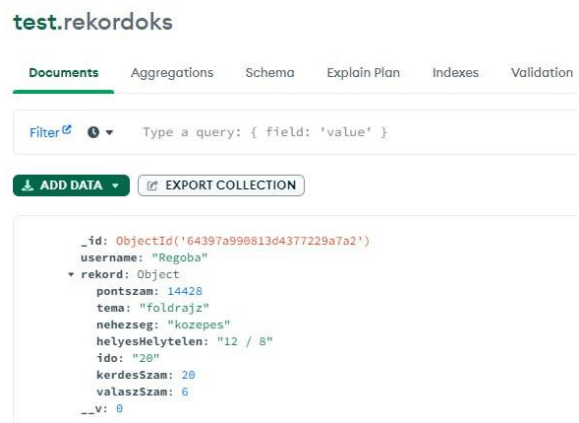 test.rekordoks
Documents Aggregations Schema Explain Plan Indexes Validation
Filter Type a query: { field: 'value' }
ADD DATA EXPORT COLLECTION
_id: ObjectId('64397a990813d4377229a7a2')
username: "Regoba"
rekord: Object
pontszam: 14428
tema: "foldrajz"
nehezseg: "kozepes"
helyesHelytelen: "12 / 8"
ido: "20"
kerdesSzam: 20
valaszSzam: 6
__v: 0